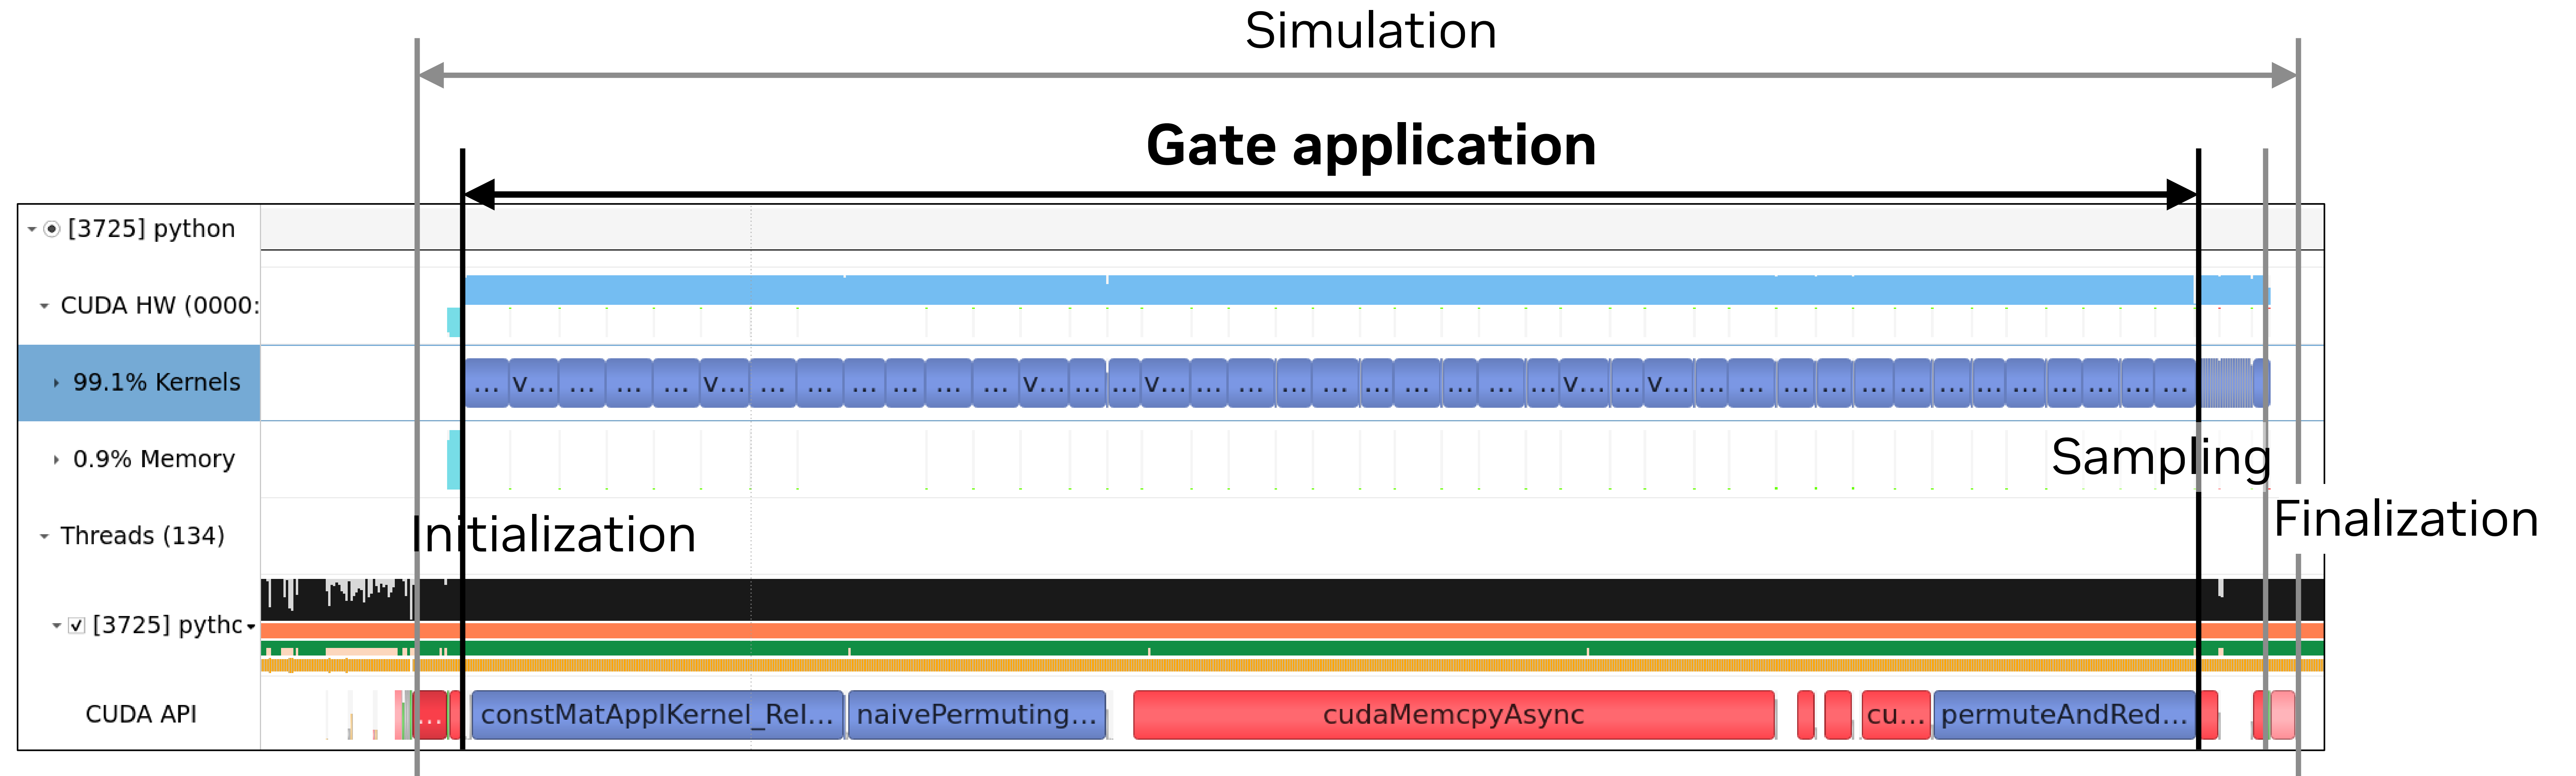 Simulation
Gate application
[3725] python
CUDA HW (0000:
99.1% Kernels
... v... ... ... ... v... ... ... ... ... ... ... v... ... ... v... ... ... ... ... ... ... ... ... ... v... ... v... ... ... ... ... ... ... ... ... ... ... ... ... ...
0.9% Memory
Sampling
Threads (134)
Initialization
Finalization
[3725] pythc
CUDA API
... constMatApplKernel_Rel... naivePermuting... cudaMemcpyAsync cu... permuteAndRed...